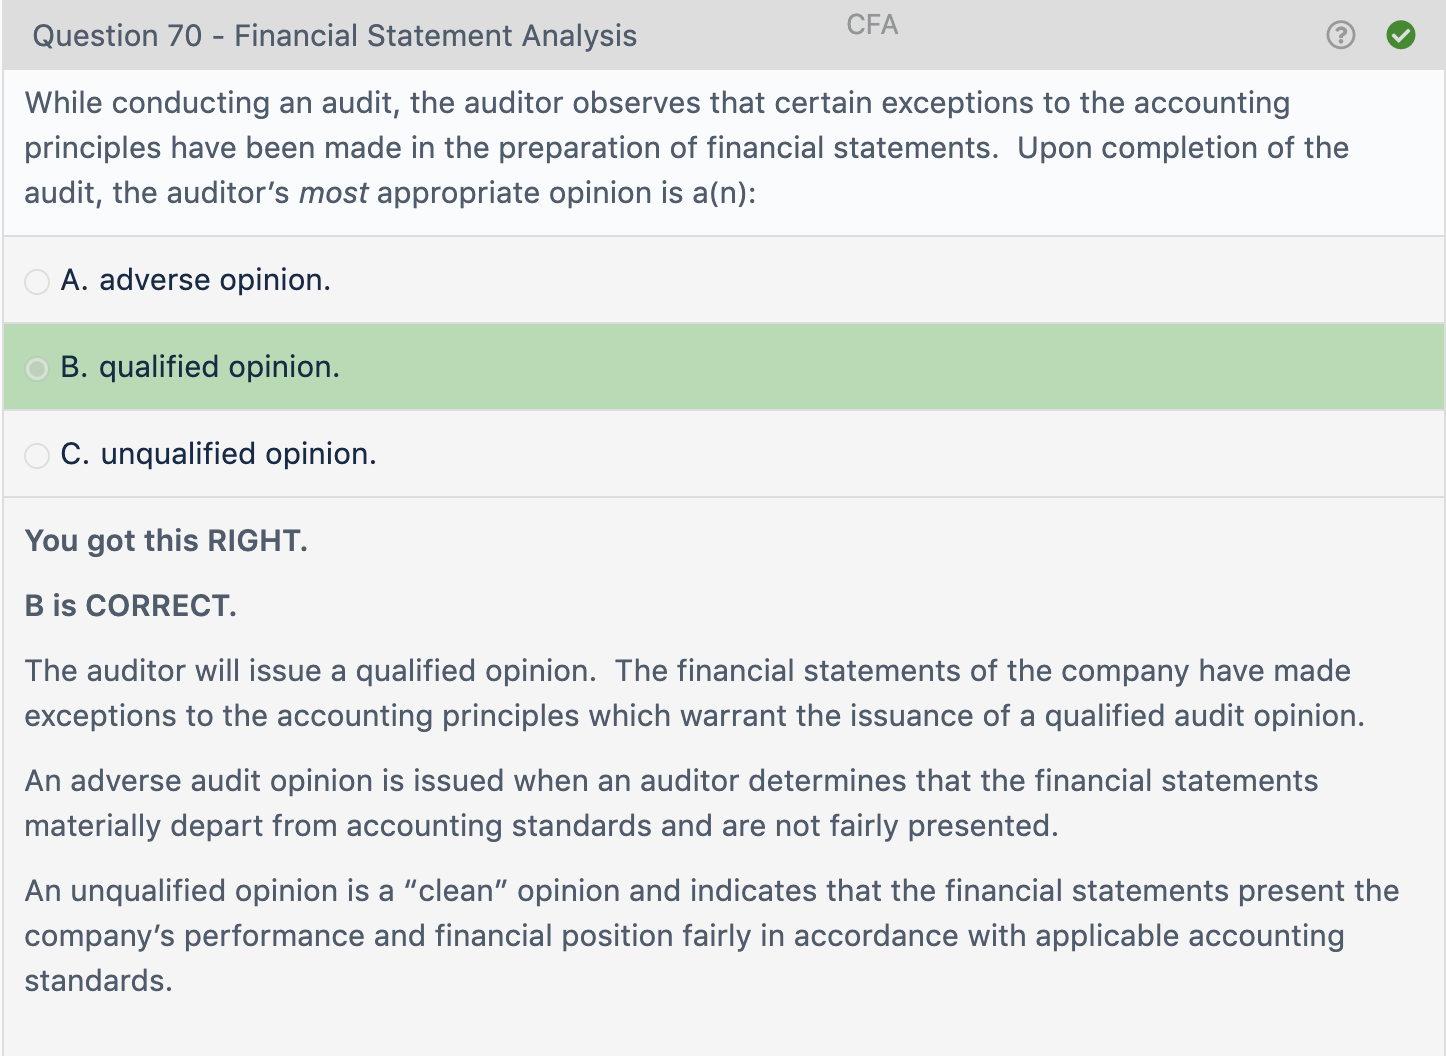 Question 70 - Financial Statement Analysis
CFA
While conducting an audit, the auditor observes that certain exceptions to the accounting
principles have been made in the preparation of financial statements.  Upon completion of the
audit, the auditor’s most appropriate opinion is a(n):
A. adverse opinion.
B. qualified opinion.
C. unqualified opinion.
You got this RIGHT.
B is CORRECT.
The auditor will issue a qualified opinion.  The financial statements of the company have made
exceptions to the accounting principles which warrant the issuance of a qualified audit opinion.
An adverse audit opinion is issued when an auditor determines that the financial statements
materially depart from accounting standards and are not fairly presented.
An unqualified opinion is a “clean” opinion and indicates that the financial statements present the
company’s performance and financial position fairly in accordance with applicable accounting
standards.